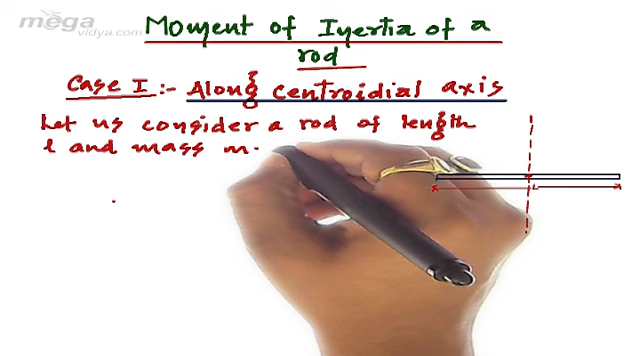 mega
vidya.com
Moment of Inertia of a
rod
Case I :- Along centroidial axis
Let us consider a rod of length
l and mass m.
L